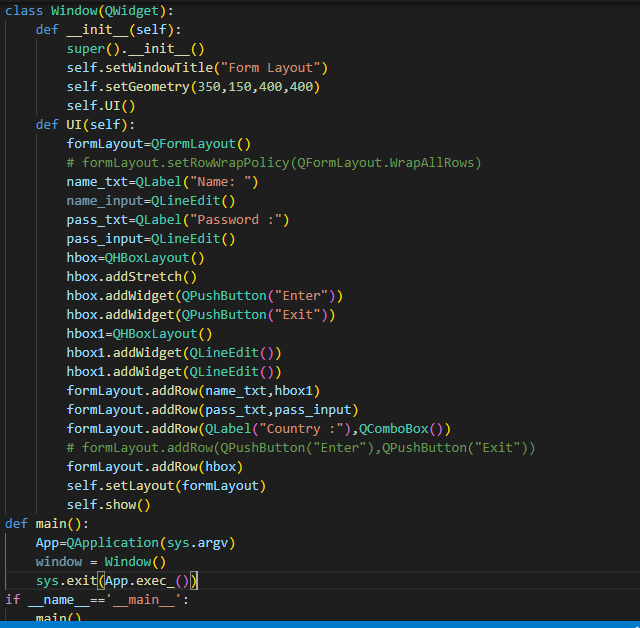 class Window(QWidget):
    def __init__(self):
        super().__init__()
        self.setWindowTitle("Form Layout")
        self.setGeometry(350,150,400,400)
        self.UI()
    def UI(self):
        formLayout=QFormLayout()
        # formLayout.setRowWrapPolicy(QFormLayout.WrapAllRows)
        name_txt=QLabel("Name: ")
        name_input=QLineEdit()
        pass_txt=QLabel("Password :")
        pass_input=QLineEdit()
        hbox=QHBoxLayout()
        hbox.addStretch()
        hbox.addWidget(QPushButton("Enter"))
        hbox.addWidget(QPushButton("Exit"))
        hbox1=QHBoxLayout()
        hbox1.addWidget(QLineEdit())
        hbox1.addWidget(QLineEdit())
        formLayout.addRow(name_txt,hbox1)
        formLayout.addRow(pass_txt,pass_input)
        formLayout.addRow(QLabel("Country :"),QComboBox())
        # formLayout.addRow(QPushButton("Enter"),QPushButton("Exit"))
        formLayout.addRow(hbox)
        self.setLayout(formLayout)
        self.show()
def main():
    App=QApplication(sys.argv)
    window = Window()
    sys.exit(App.exec_())
if __name__=='__main__':
    main()